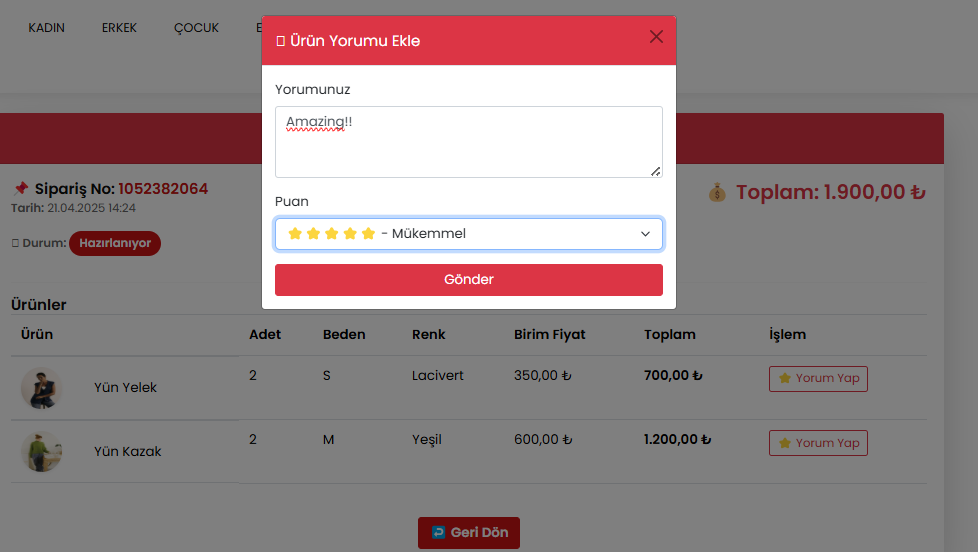 KADIN ERKEK ÇOCUK E
Ürün Yorumu Ekle
Yorumunuz
Amazing!!
Puan
- Mükemmel
Gönder
Sipariş No: 1052382064
Tarih: 21.04.2025 14:24
Durum: Hazırlanıyor
Toplam: 1.900,00 ₺
Ürünler
Ürün Adet Beden Renk Birim Fiyat Toplam İşlem
Yün Yelek 2 S Lacivert 350,00 ₺ 700,00 ₺ Yorum Yap
Yün Kazak 2 M Yeşil 600,00 ₺ 1.200,00 ₺ Yorum Yap
Geri Dön